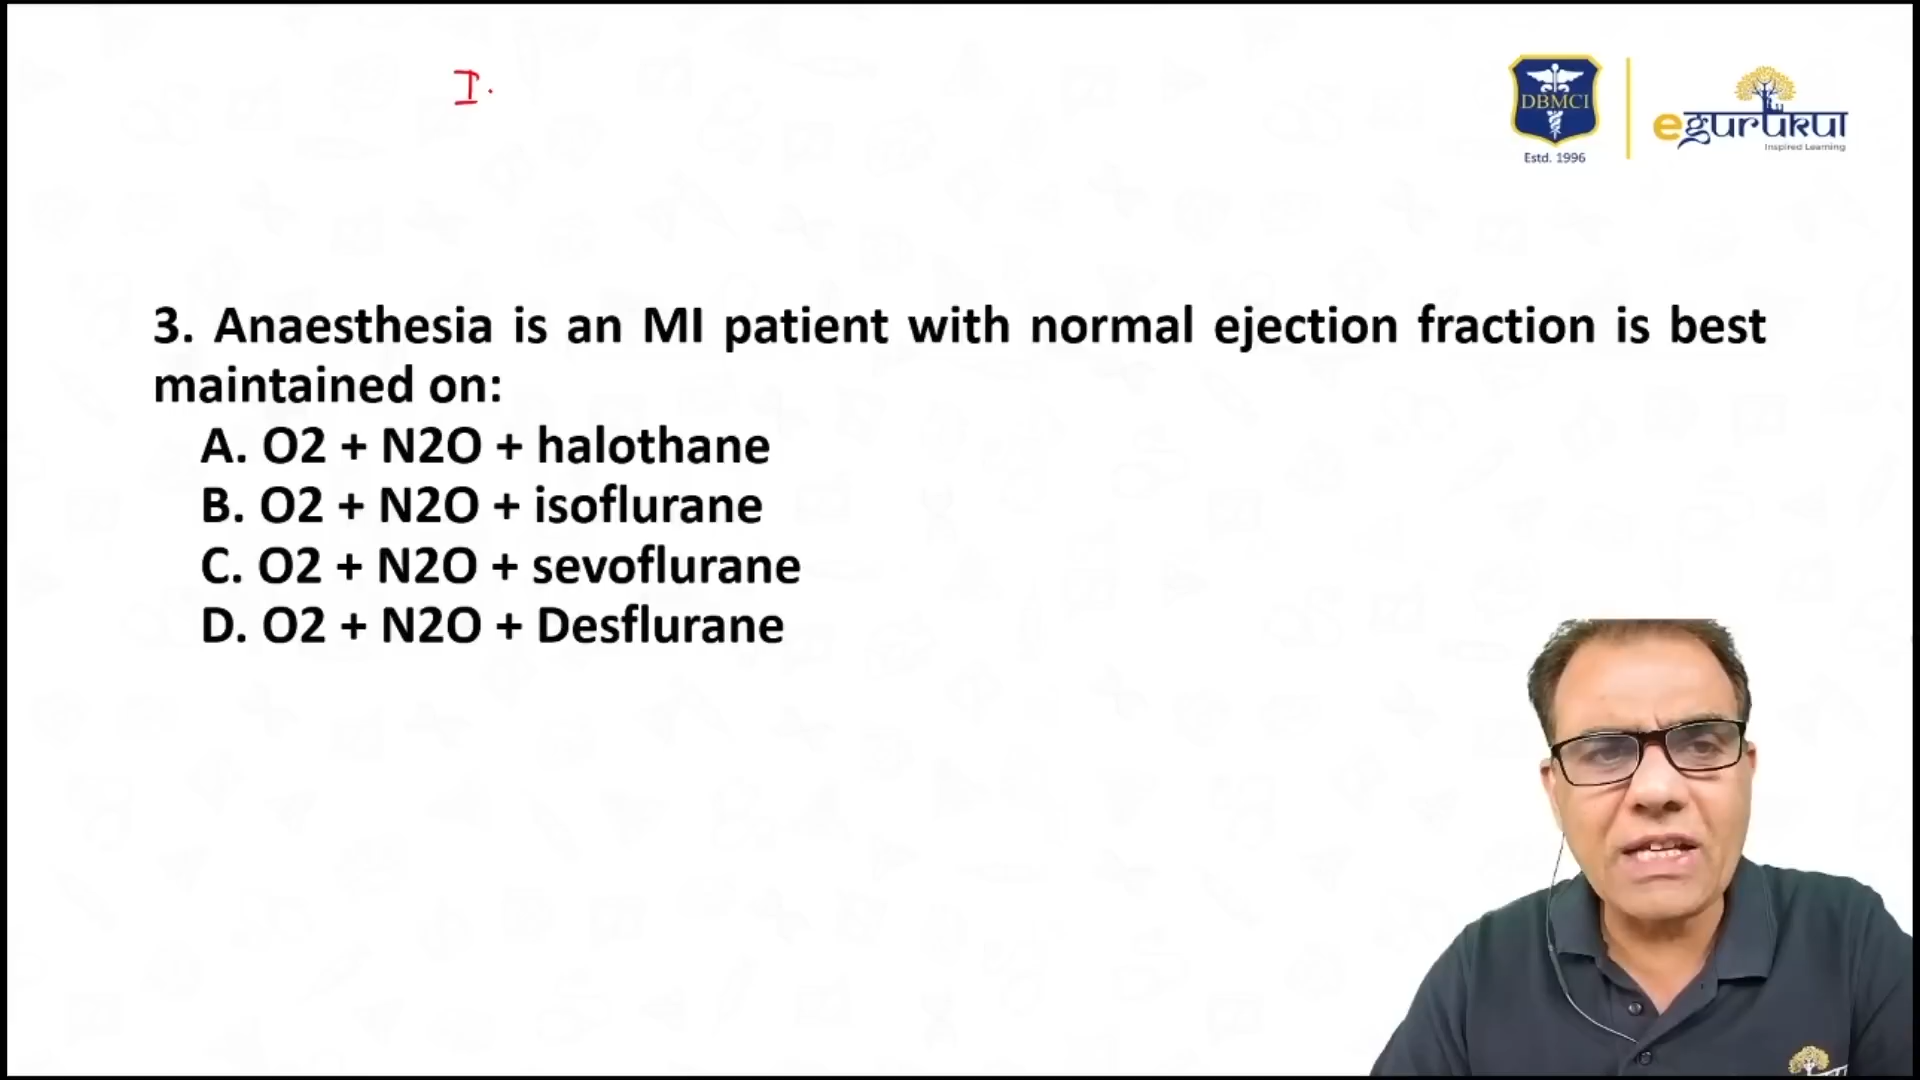 I.
DBMCI
Estd. 1996
egurukul
Inspired Learning
3. Anaesthesia is an MI patient with normal ejection fraction is best
maintained on:
A. O2 + N2O + halothane
B. O2 + N2O + isoflurane
C. O2 + N2O + sevoflurane
D. O2 + N2O + Desflurane